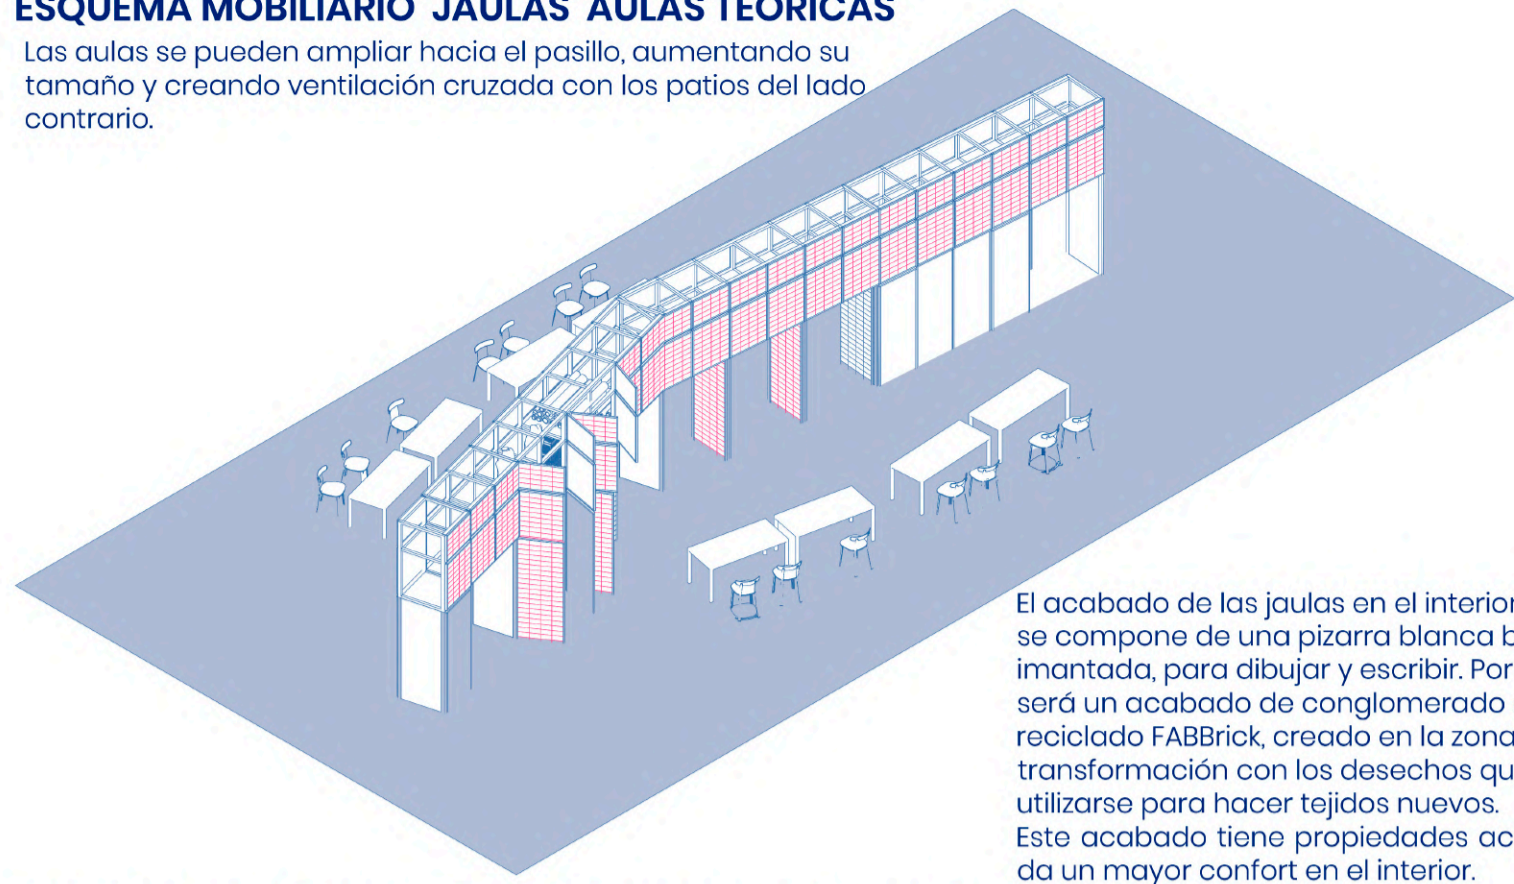 ESQUEMA MOBILIARIO JAULAS AULAS TEÓRICAS
Las aulas se pueden ampliar hacia el pasillo, aumentando su
tamaño y creando ventilación cruzada con los patios del lado
contrario.
El acabado de las jaulas en el interior
se compone de una pizarra blanca
imantada, para dibujar y escribir. Por
será un acabado de conglomerado
reciclado FABBrick, creado en la zona
transformación con los desechos
utilizarse para hacer tejidos nuevos.
Este acabado tiene propiedades
da un mayor confort en el interior.